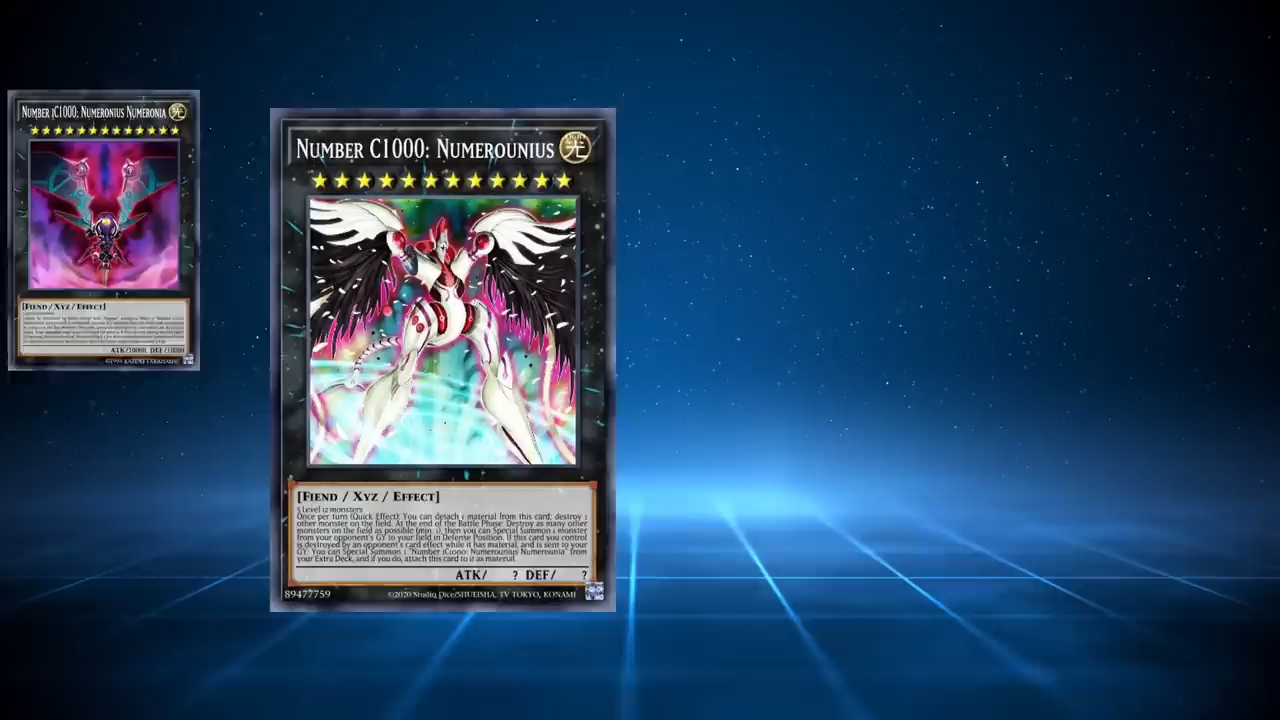 NUMBER iC1000: NUMERONIUS NUMERONIA
光
[FIEND / XYZ / EFFECT]
ATK/10000 DEF/10000
©1996 KAZUKI TAKAHASHI
NUMBER C1000: NUMEROUNIUS
LIGHT
光
[FIEND / XYZ / EFFECT]
5 Level 12 monsters
Once per turn (Quick Effect): You can detach 1 material from this card; destroy 1
other monster on the field. At the end of the Battle Phase: Destroy as many other
monsters on the field as possible (min. 1), then you can Special Summon 1 monster
from your opponent's GY to your field in Defense Position. If this card you control
is destroyed by an opponent's card effect while it has material, and is sent to your
GY: You can Special Summon 1 "Number iC1000: Numerounius Numerounia" from
your Extra Deck, and if you do, attach this card to it as material.
ATK/ ? DEF/ ?
89477759
©2020 Studio Dice/SHUEISHA, TV TOKYO, KONAMI